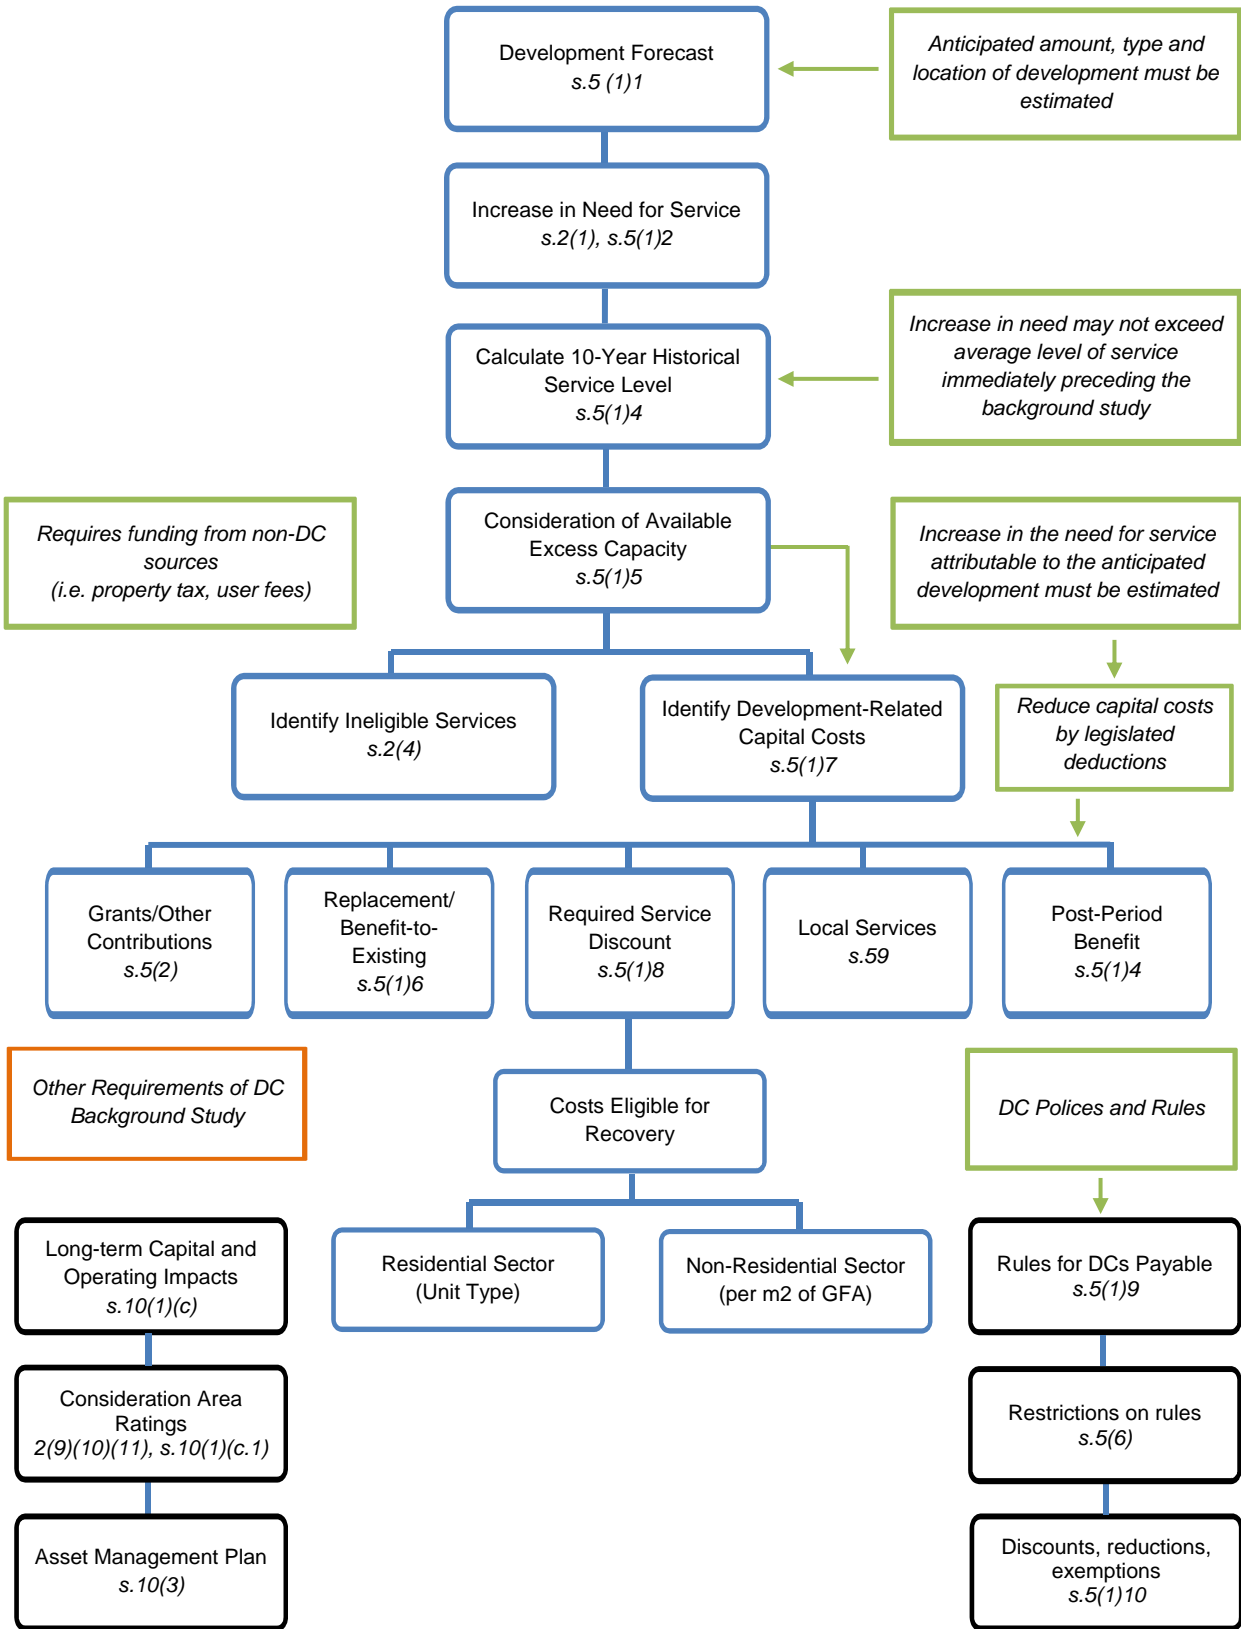 Development Forecast
s.5 (1)1
Anticipated amount, type and
location of development must be
estimated
Increase in Need for Service
s.2(1), s.5(1)2
Calculate 10-Year Historical
Service Level
s.5(1)4
Increase in need may not exceed
average level of service
immediately preceding the
background study
Requires funding from non-DC
sources
(i.e. property tax, user fees)
Consideration of Available
Excess Capacity
s.5(1)5
Increase in the need for service
attributable to the anticipated
development must be estimated
Identify Ineligible Services
s.2(4)
Identify Development-Related
Capital Costs
s.5(1)7
Reduce capital costs
by legislated
deductions
Grants/Other
Contributions
s.5(2)
Replacement/
Benefit-to-
Existing
s.5(1)6
Required Service
Discount
s.5(1)8
Local Services
s.59
Post-Period
Benefit
s.5(1)4
Other Requirements of DC
Background Study
Costs Eligible for
Recovery
DC Polices and Rules
Long-term Capital and
Operating Impacts
s.10(1)(c)
Residential Sector
(Unit Type)
Non-Residential Sector
(per m2 of GFA)
Rules for DCs Payable
s.5(1)9
Consideration Area
Ratings
2(9)(10)(11), s.10(1)(c.1)
Restrictions on rules
s.5(6)
Asset Management Plan
s.10(3)
Discounts, reductions,
exemptions
s.5(1)10